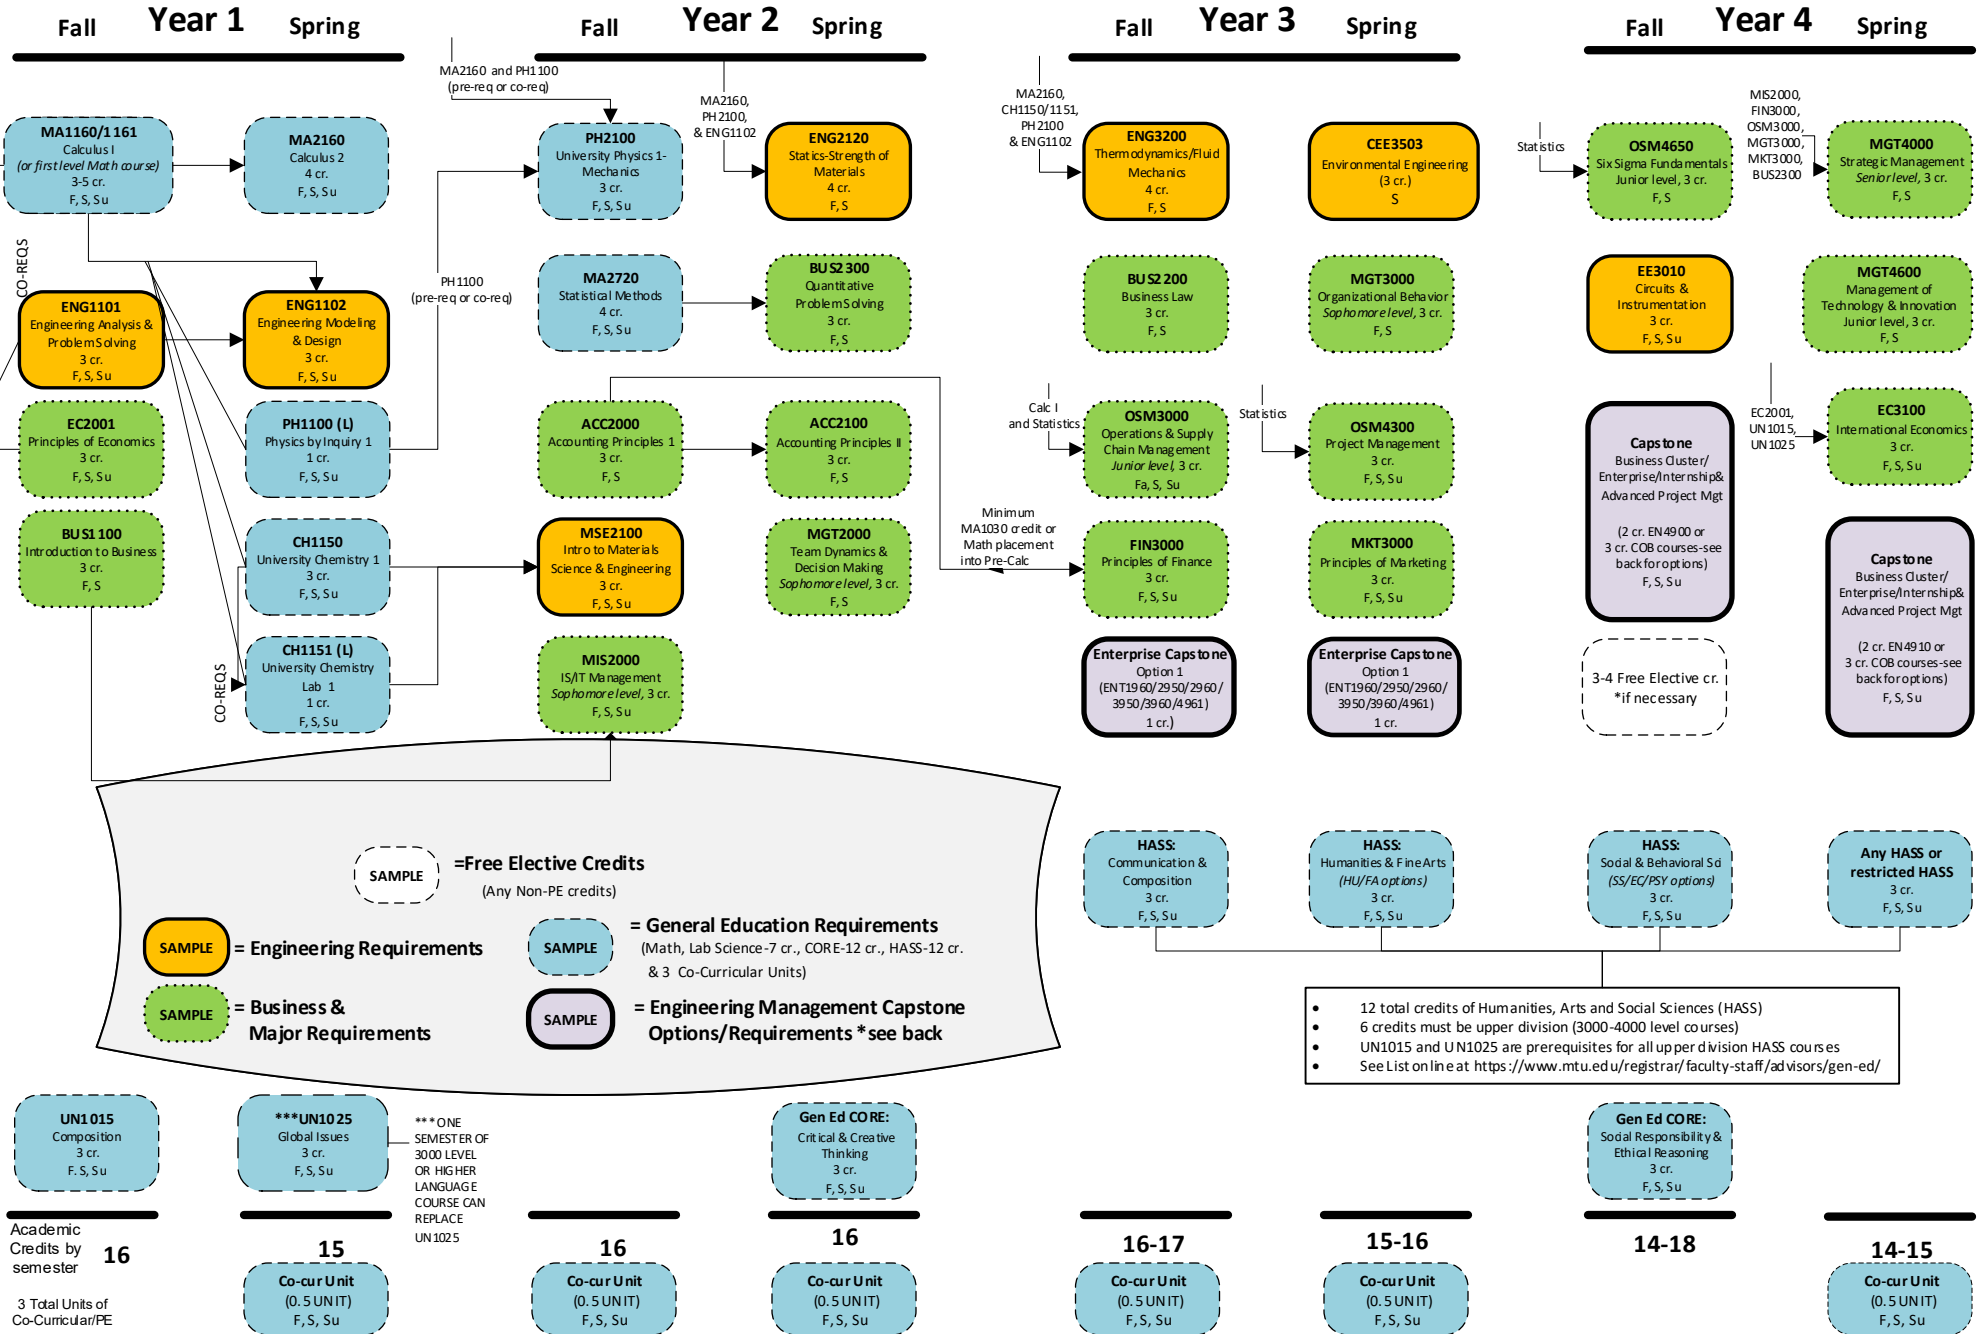 Year 1
Fall
Spring
Year 2
Fall
Spring
Year 3
Fall
Spring
Year 4
Fall
Spring
MA1160/1161
Calculus I
(or first level Math course)
3-5 cr.
F, S, Su
CO-REQS
ENG1101
Engineering Analysis &
Problem Solving
3 cr.
F, S, Su
EC2001
Principles of Economics
3 cr.
F, S, Su
BUS1100
Introduction to Business
3 cr.
F, S
MA2160
Calculus 2
4 cr.
F, S, Su
ENG1102
Engineering Modeling
& Design
3 cr.
F, S, Su
PH1100 (L)
Physics by Inquiry 1
1 cr.
F, S, Su
CH1150
University Chemistry 1
3 cr.
F, S, Su
CO-REQS
CH1151 (L)
University Chemistry
Lab 1
1 cr.
F, S, Su
MA2160 and PH1100
(pre-req or co-req)
PH1100
(pre-req or co-req)
PH2100
University Physics 1-
Mechanics
3 cr.
F, S, Su
MA2720
Statistical Methods
4 cr.
F, S, Su
ACC2000
Accounting Principles 1
3 cr.
F, S
MSE2100
Intro to Materials
Science & Engineering
3 cr.
F, S, Su
MIS2000
IS/IT Management
Sophomore level, 3 cr.
F, S, Su
MA2160,
PH2100,
& ENG1102
ENG2120
Statics-Strength of
Materials
4 cr.
F, S
BUS2300
Quantitative
Problem Solving
3 cr.
F, S
ACC2100
Accounting Principles II
3 cr.
F, S
MGT2000
Team Dynamics &
Decision Making
Sophomore level, 3 cr.
F, S
MA2160,
CH1150/1151,
PH2100
& ENG1102
ENG3200
Thermodynamics/Fluid
Mechanics
4 cr.
F, S
BUS2200
Business Law
3 cr.
F, S
Calc I
and Statistics
OSM3000
Operations & Supply
Chain Management
Junior level, 3 cr.
Fa, S, Su
Minimum
MA1030 credit or
Math placement
into Pre-Calc
FIN3000
Principles of Finance
3 cr.
F, S, Su
Enterprise Capstone
Option 1
(ENT1960/2950/2960/
3950/3960/4961)
1 cr.)
CEE3503
Environmental Engineering
(3 cr.)
S
MGT3000
Organizational Behavior
Sophomore level, 3 cr.
F, S
Statistics
OSM4300
Project Management
3 cr.
F, S, Su
MKT3000
Principles of Marketing
3 cr.
F, S, Su
Enterprise Capstone
Option 1
(ENT1960/2950/2960/
3950/3960/4961)
1 cr.
Statistics
OSM4650
Six Sigma Fundamentals
Junior level, 3 cr.
F, S
EE3010
Circuits &
Instrumentation
3 cr.
F, S, Su
Capstone
Business Cluster/
Enterprise/Internship&
Advanced Project Mgt
(2 cr. EN4900 or
3 cr. COB courses-see
back for options)
F, S, Su
3-4 Free Elective cr.
*if necessary
MIS2000,
FIN3000,
OSM3000,
MGT3000,
MKT3000,
BUS2300
MGT4000
Strategic Management
Senior level, 3 cr.
F, S
MGT4600
Management of
Technology & Innovation
Junior level, 3 cr.
F, S
EC2001,
UN1015,
UN1025
EC3100
International Economics
3 cr.
F, S, Su
Capstone
Business Cluster/
Enterprise/Internship&
Advanced Project Mgt
(2 cr. EN4910 or
3 cr. COB courses-see
back for options)
F, S, Su
SAMPLE
=Free Elective Credits
(Any Non-PE credits)
SAMPLE
= Engineering Requirements
SAMPLE
= General Education Requirements
(Math, Lab Science-7 cr., CORE-12 cr., HASS-12 cr.
& 3 Co-Curricular Units)
SAMPLE
= Business &
Major Requirements
SAMPLE
= Engineering Management Capstone
Options/Requirements *see back
HASS:
Communication &
Composition
3 cr.
F, S, Su
HASS:
Humanities & Fine Arts
(HU/FA options)
3 cr.
F, S, Su
HASS:
Social & Behavioral Sci
(SS/EC/PSY options)
3 cr.
F, S, Su
Any HASS or
restricted HASS
3 cr.
F, S, Su
• 12 total credits of Humanities, Arts and Social Sciences (HASS)
• 6 credits must be upper division (3000-4000 level courses)
• UN1015 and UN1025 are prerequisites for all upper division HASS courses
• See List online at https://www.mtu.edu/registrar/faculty-staff/advisors/gen-ed/
UN1015
Composition
3 cr.
F. S, Su
***UN1025
Global Issues
3 cr.
F, S, Su
***ONE
SEMESTER OF
3000 LEVEL
OR HIGHER
LANGUAGE
COURSE CAN
REPLACE
UN1025
Gen Ed CORE:
Critical & Creative
Thinking
3 cr.
F, S, Su
Gen Ed CORE:
Social Responsibility &
Ethical Reasoning
3 cr.
F, S, Su
Academic
Credits by
semester
16
15
16
16
16-17
15-16
14-18
14-15
3 Total Units of
Co-Curricular/PE
Co-cur Unit
(0.5 UNIT)
F, S, Su
Co-cur Unit
(0.5 UNIT)
F, S, Su
Co-cur Unit
(0.5 UNIT)
F, S, Su
Co-cur Unit
(0.5 UNIT)
F, S, Su
Co-cur Unit
(0.5 UNIT)
F, S, Su
Co-cur Unit
(0.5 UNIT)
F, S, Su